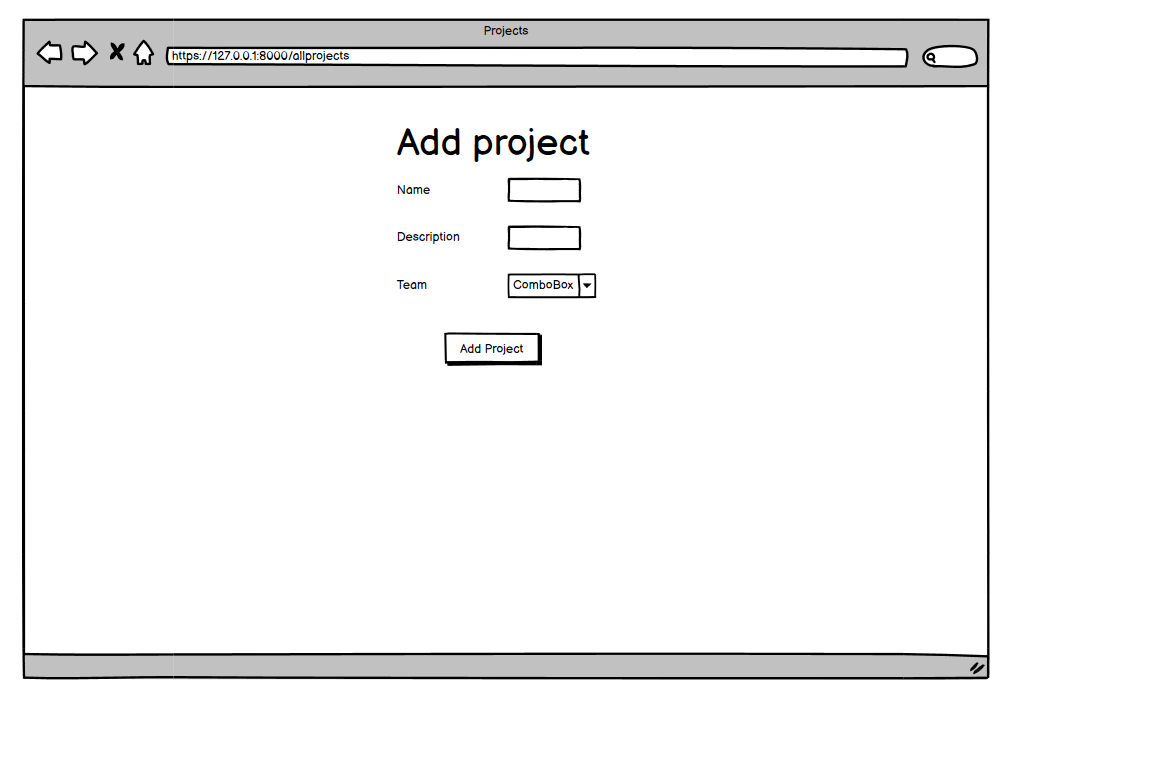 Projects
https://127.0.0.1:8000/allprojects
Add project
Name
Description
Team
ComboBox
Add Project